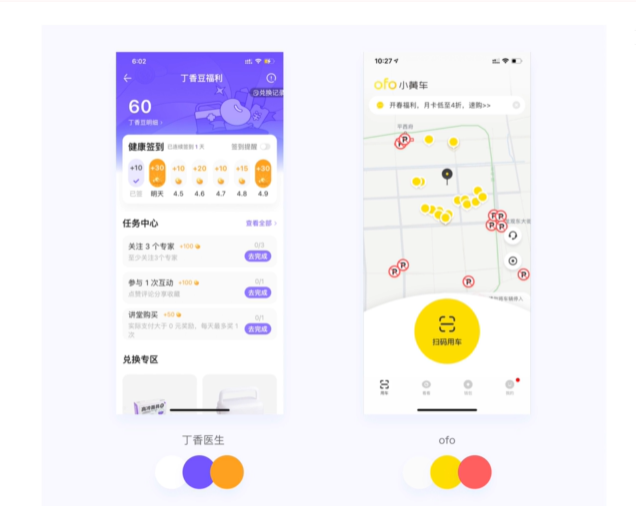 6:02
丁香豆福利
兑换记录
60
丁香豆明细
健康签到 已连续签到 1 天 签到提醒
+10 +30 +10 +20 +10 +15 +30
已签 明天 4.5 4.6 4.7 4.8 4.9
任务中心 查看全部
关注 3 个专家 +100 0/3
至少关注3个专家 去完成
参与 1 次互动 +100 0/1
点赞评论分享收藏 去完成
讲堂购买 +50 0/1
实际支付大于 0 元奖励，每天最多奖 1 次 去完成
兑换专区
10:27
ofo 小黄车
开春福利，月卡低至4折，速购>>
扫码用车
用车
丁香医生
ofo